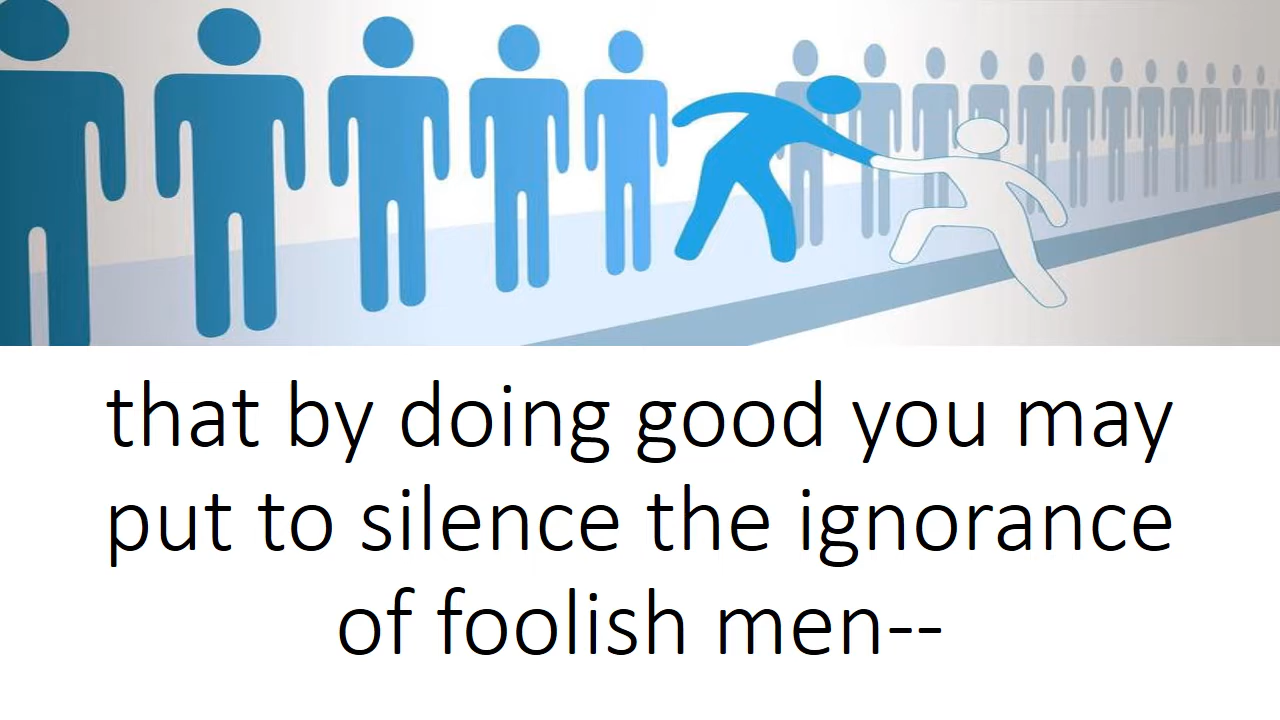 that by doing good you may
put to silence the ignorance
of foolish men--